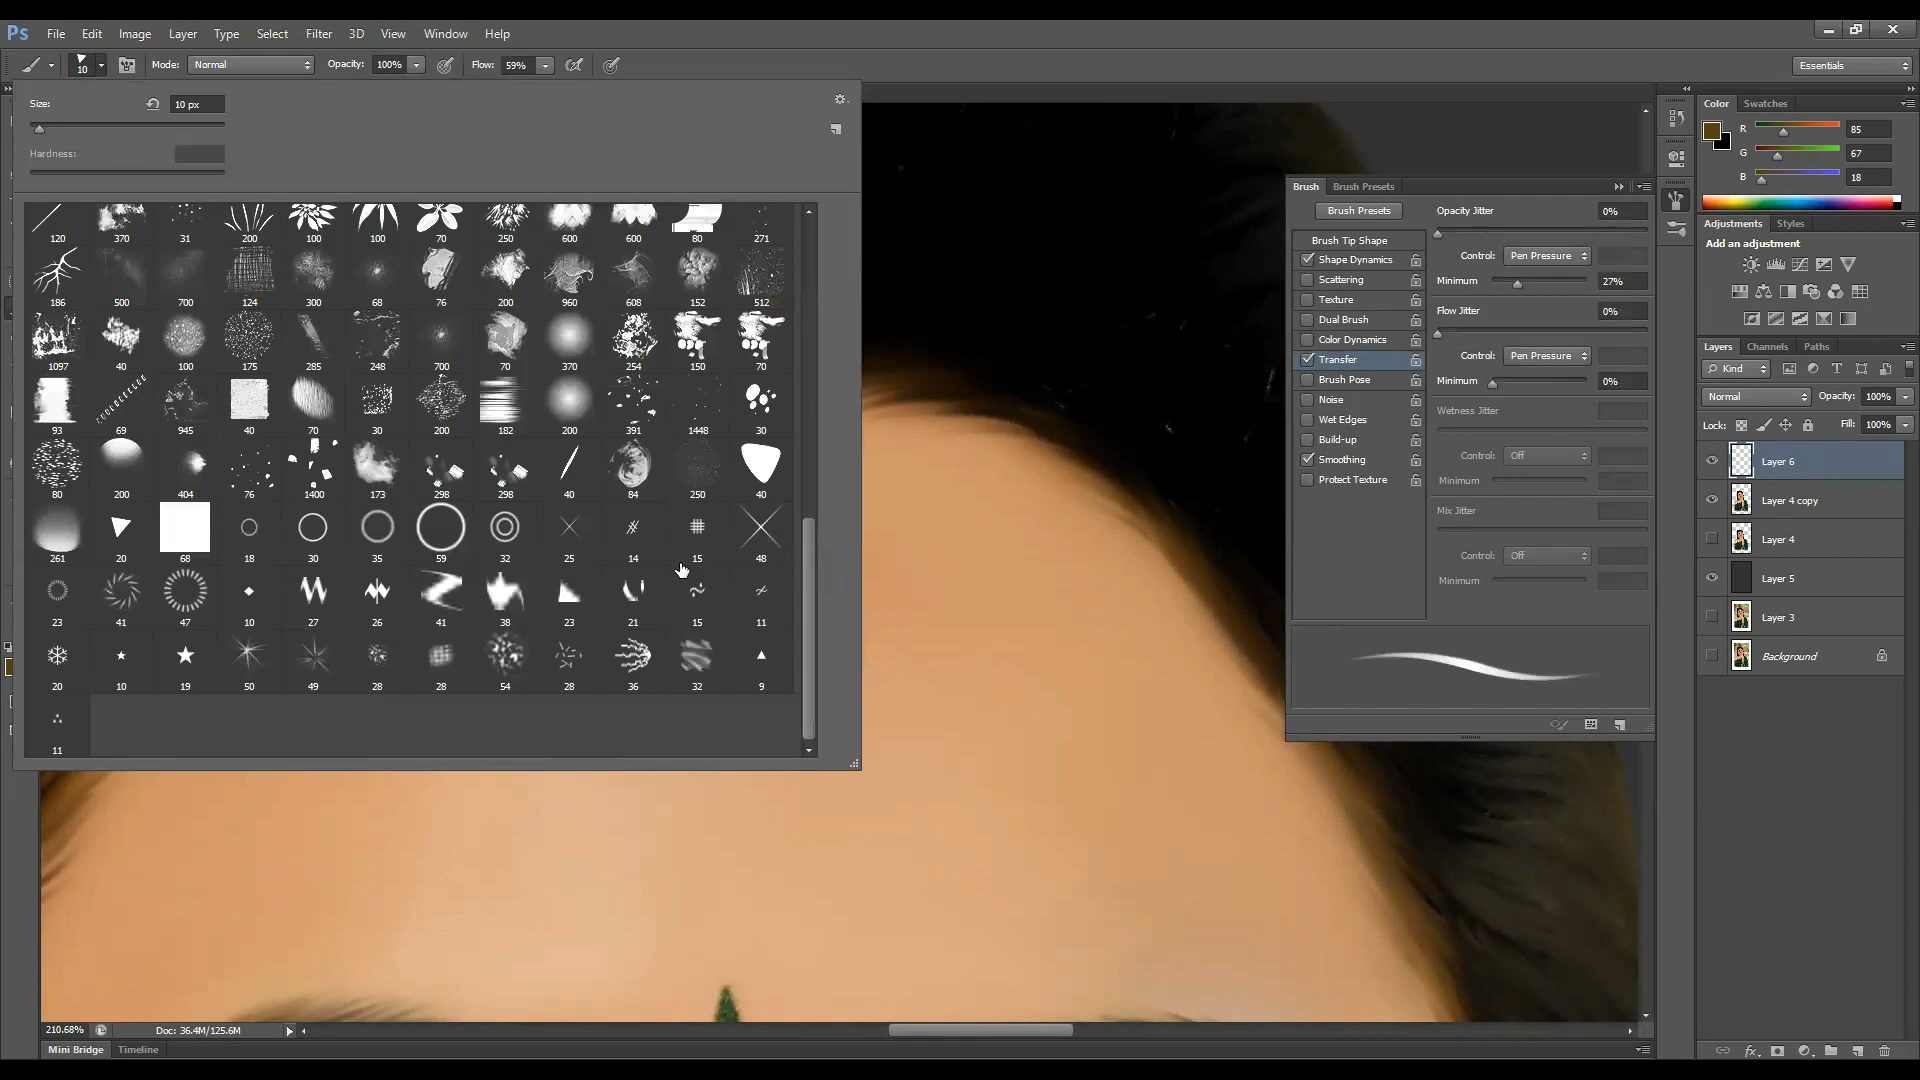 Ps File Edit Image Layer Type Select Filter 3D View Window Help
10 Mode: Normal Opacity: 100% Flow: 59% Essentials
Size: 10 px
Hardness:
120 370 31 200 100 100 70 250 600 600 80 271
186 500 700 124 300 68 76 200 960 608 152 512
1097 40 100 175 285 248 700 70 370 254 150 70
93 69 945 40 70 30 200 182 200 391 1448 30
80 200 404 76 1400 173 298 298 40 84 250 40
261 20 68 18 30 35 59 32 25 14 15 48
23 41 47 10 27 26 41 38 23 21 15 11
20 10 19 50 49 28 28 54 28 36 32 9
11
Brush Brush Presets
Brush Presets
Brush Tip Shape
Shape Dynamics
Scattering
Texture
Dual Brush
Color Dynamics
Transfer
Brush Pose
Noise
Wet Edges
Build-up
Smoothing
Protect Texture
Opacity Jitter 0%
Control: Pen Pressure
Minimum 27%
Flow Jitter 0%
Control: Pen Pressure
Minimum 0%
Wetness Jitter
Control: Off
Minimum
Mix Jitter
Control: Off
Minimum
Color Swatches
R 85
G 67
B 18
Adjustments Styles
Add an adjustment
Layers Channels Paths
Kind
Normal Opacity: 100%
Lock: Fill: 100%
Layer 6
Layer 4 copy
Layer 4
Layer 5
Layer 3
Background
210.68% Doc: 36.4M/125.6M
Mini Bridge Timeline